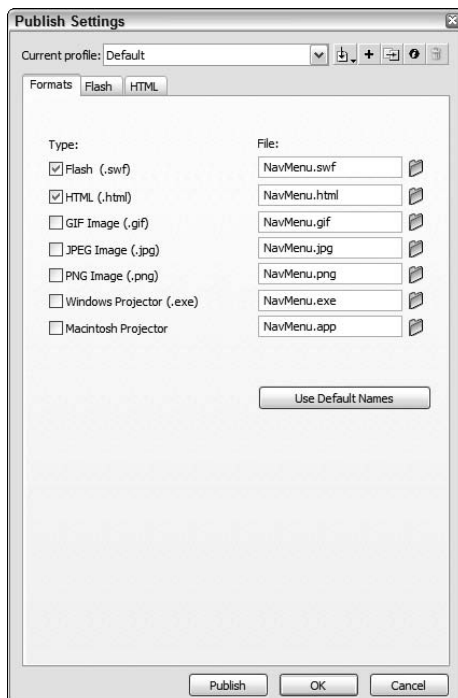 Publish Settings
Current profile: Default
Formats Flash HTML
Type: File:
Flash (.swf) NavMenu.swf
HTML (.html) NavMenu.html
GIF Image (.gif) NavMenu.gif
JPEG Image (.jpg) NavMenu.jpg
PNG Image (.png) NavMenu.png
Windows Projector (.exe) NavMenu.exe
Macintosh Projector NavMenu.app
Use Default Names
Publish OK Cancel